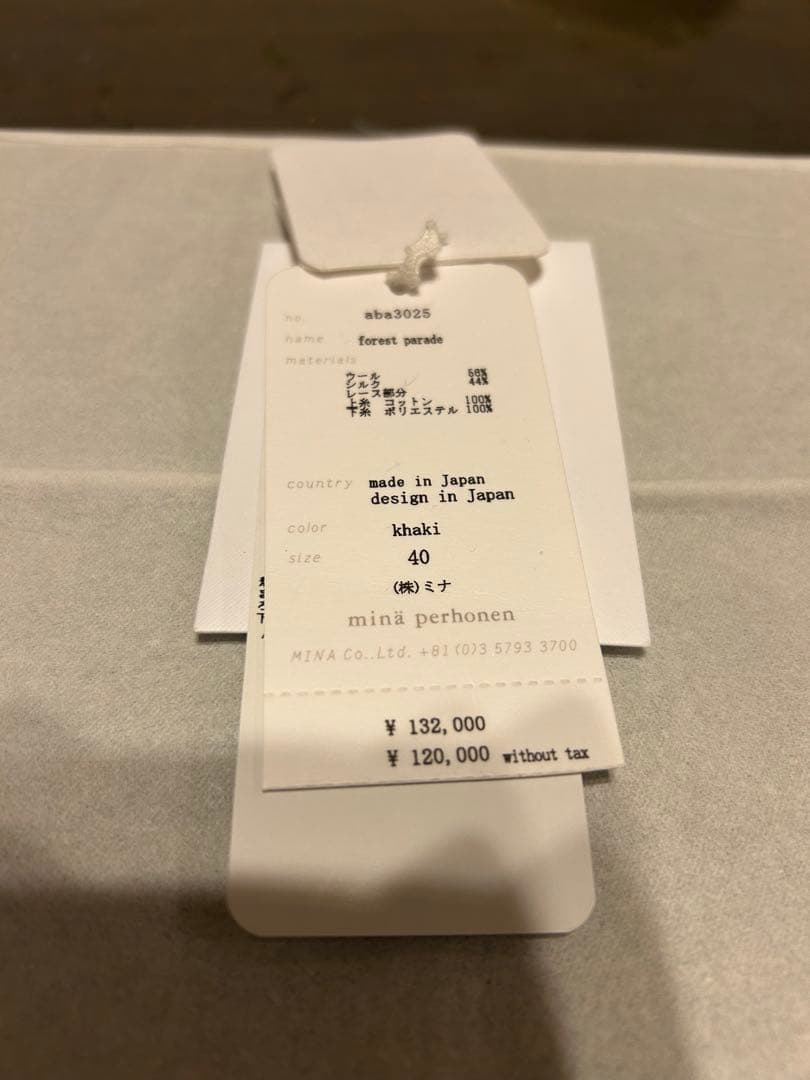 no. aba3025
name forest parade
materials
ウール 56%
シルク 44%
レース部分
上糸 コットン 100%
下糸 ポリエステル 100%
country made in Japan
design in Japan
color khaki
size 40
(株)ミナ
minä perhonen
MINA Co.,Ltd. +81(0)3 5793 3700
¥ 132,000
¥ 120,000 without tax